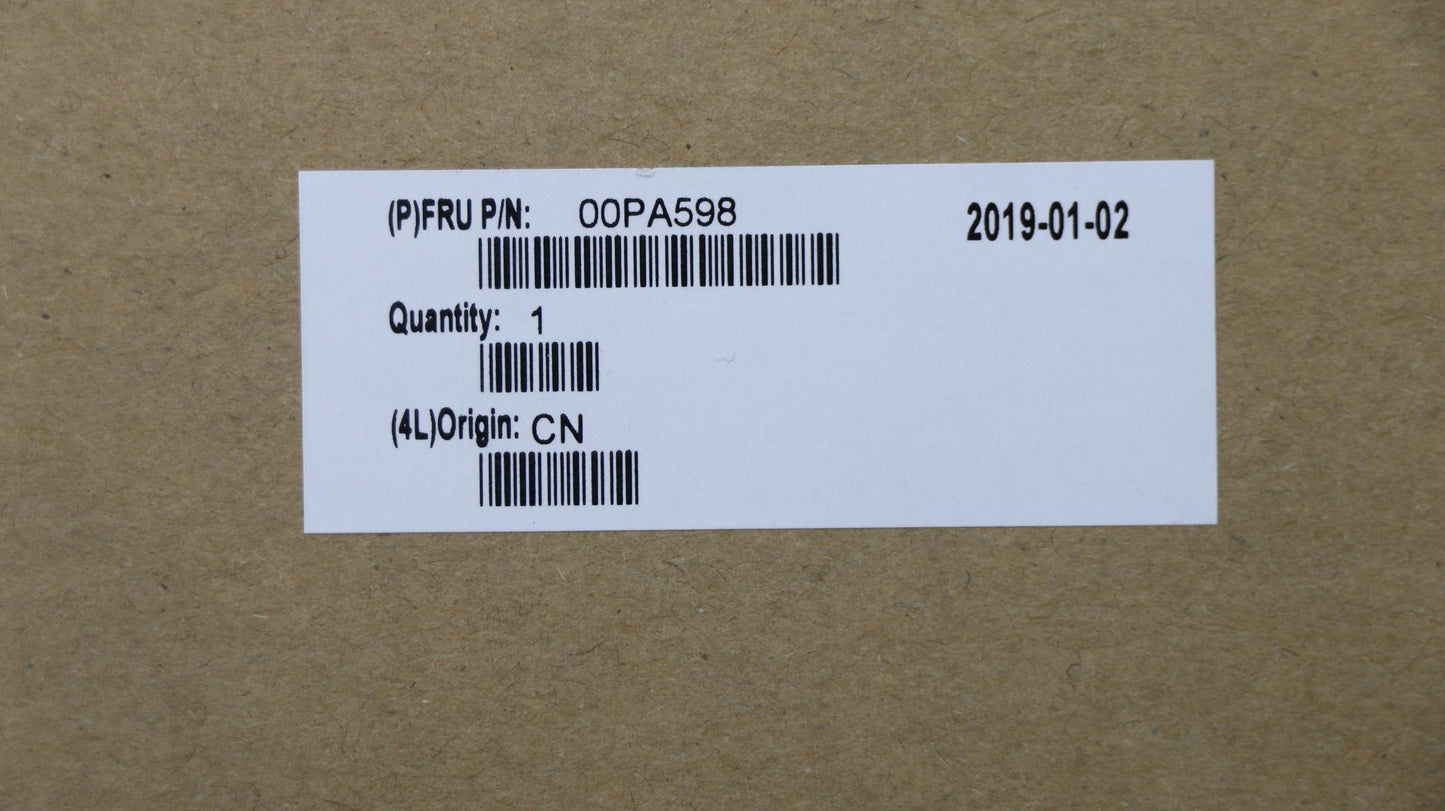 (P)FRU P/N: 00PA598 2019-01-02
Quantity: 1
(4L)Origin: CN